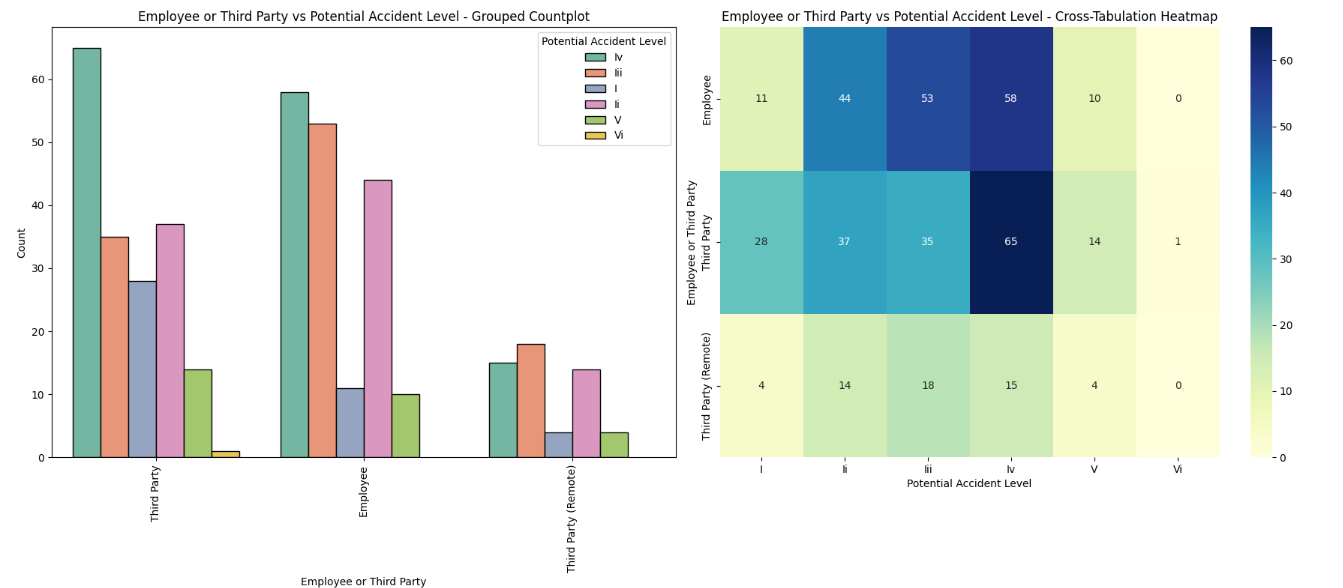 Employee or Third Party vs Potential Accident Level - Grouped Countplot
Count
60
50
40
30
20
10
0
Potential Accident Level
Iv
Iii
I
Ii
V
Vi
Third Party
Employee
Third Party (Remote)
Employee or Third Party
Employee or Third Party vs Potential Accident Level - Cross-Tabulation Heatmap
Employee or Third Party
Employee
11 44 53 58 10 0
Third Party
28 37 35 65 14 1
Third Party (Remote)
4 14 18 15 4 0
I Ii Iii Iv V Vi
Potential Accident Level
60
50
40
30
20
10
0